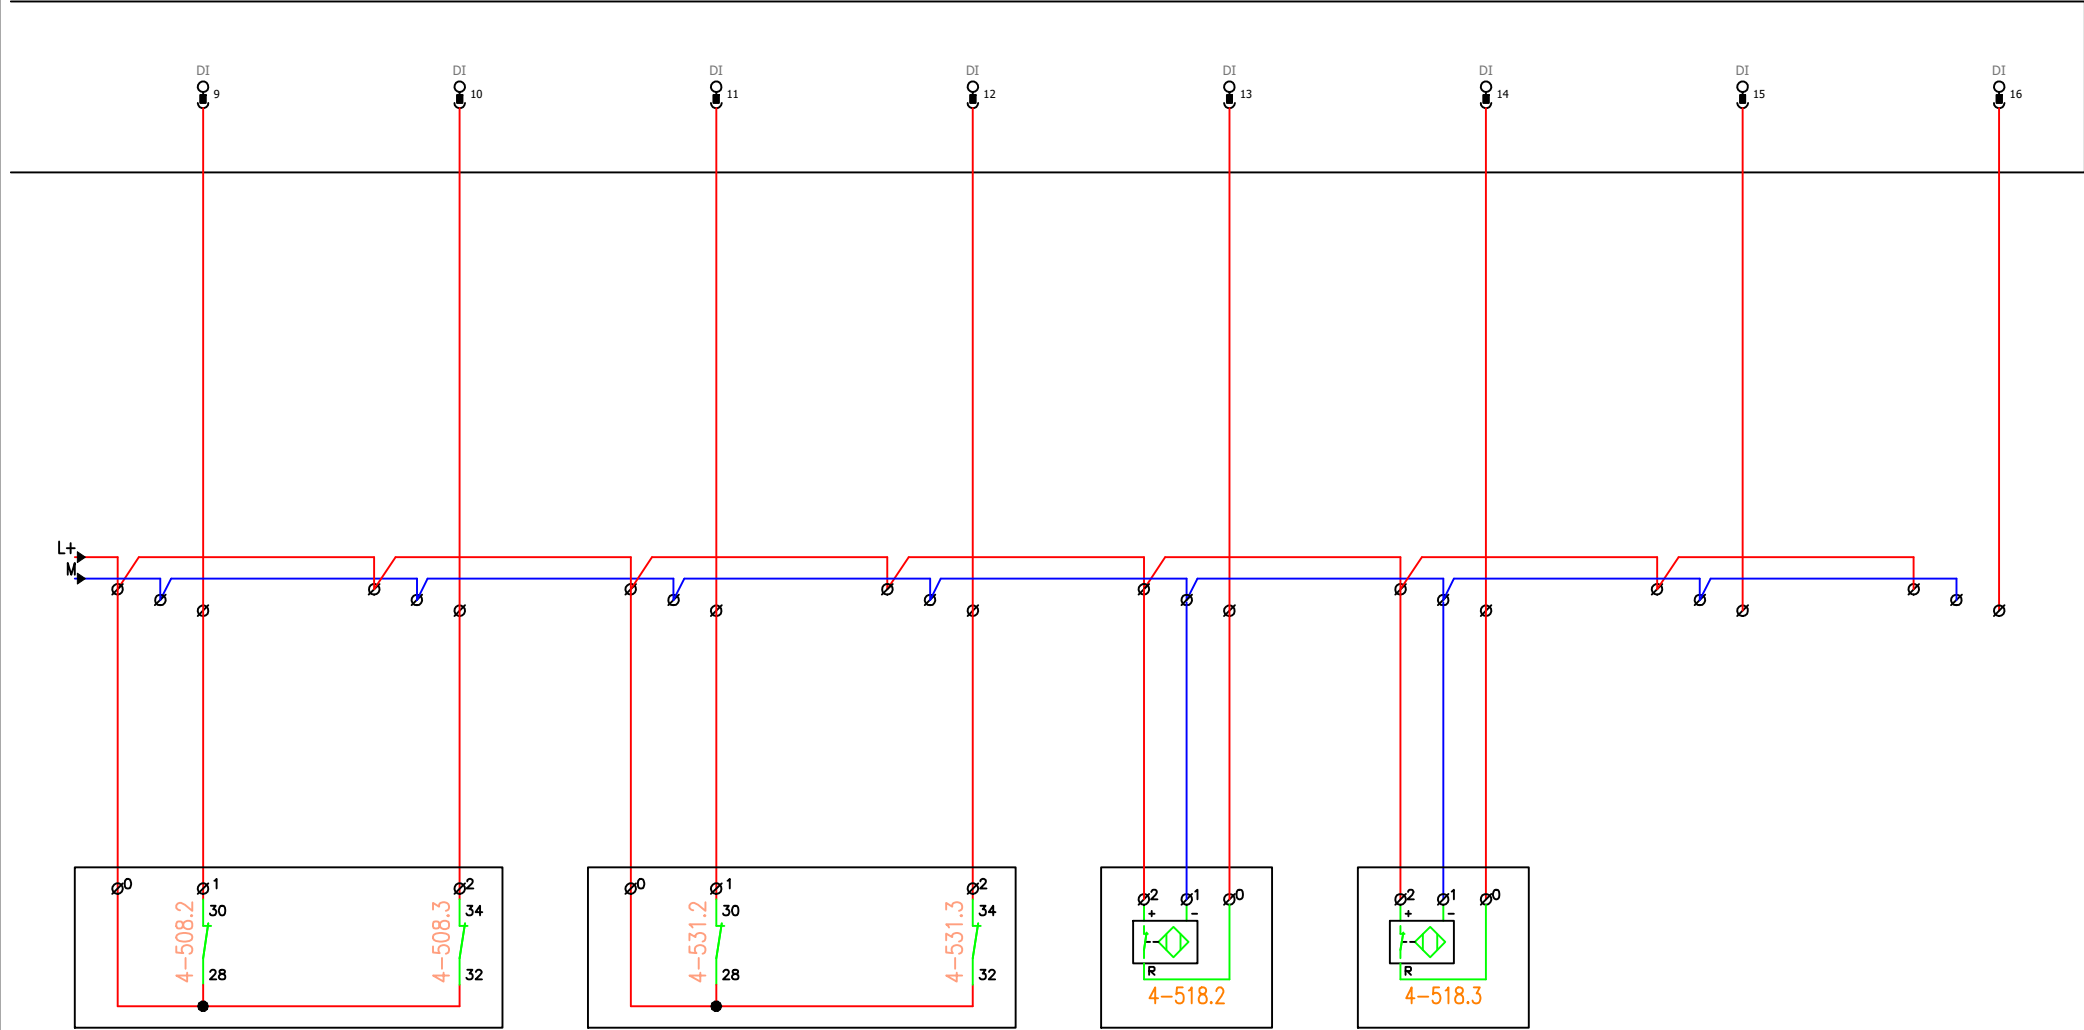 DI DI DI DI DI DI DI DI
9 10 11 12 13 14 15 16
L+
M
0 1 2 0 1 2 2 1 0 2 1 0
30 34 30 34 + - + -
4-508.2 4-508.3 4-531.2 4-531.3
28 32 28 32 R R
4-518.2 4-518.3